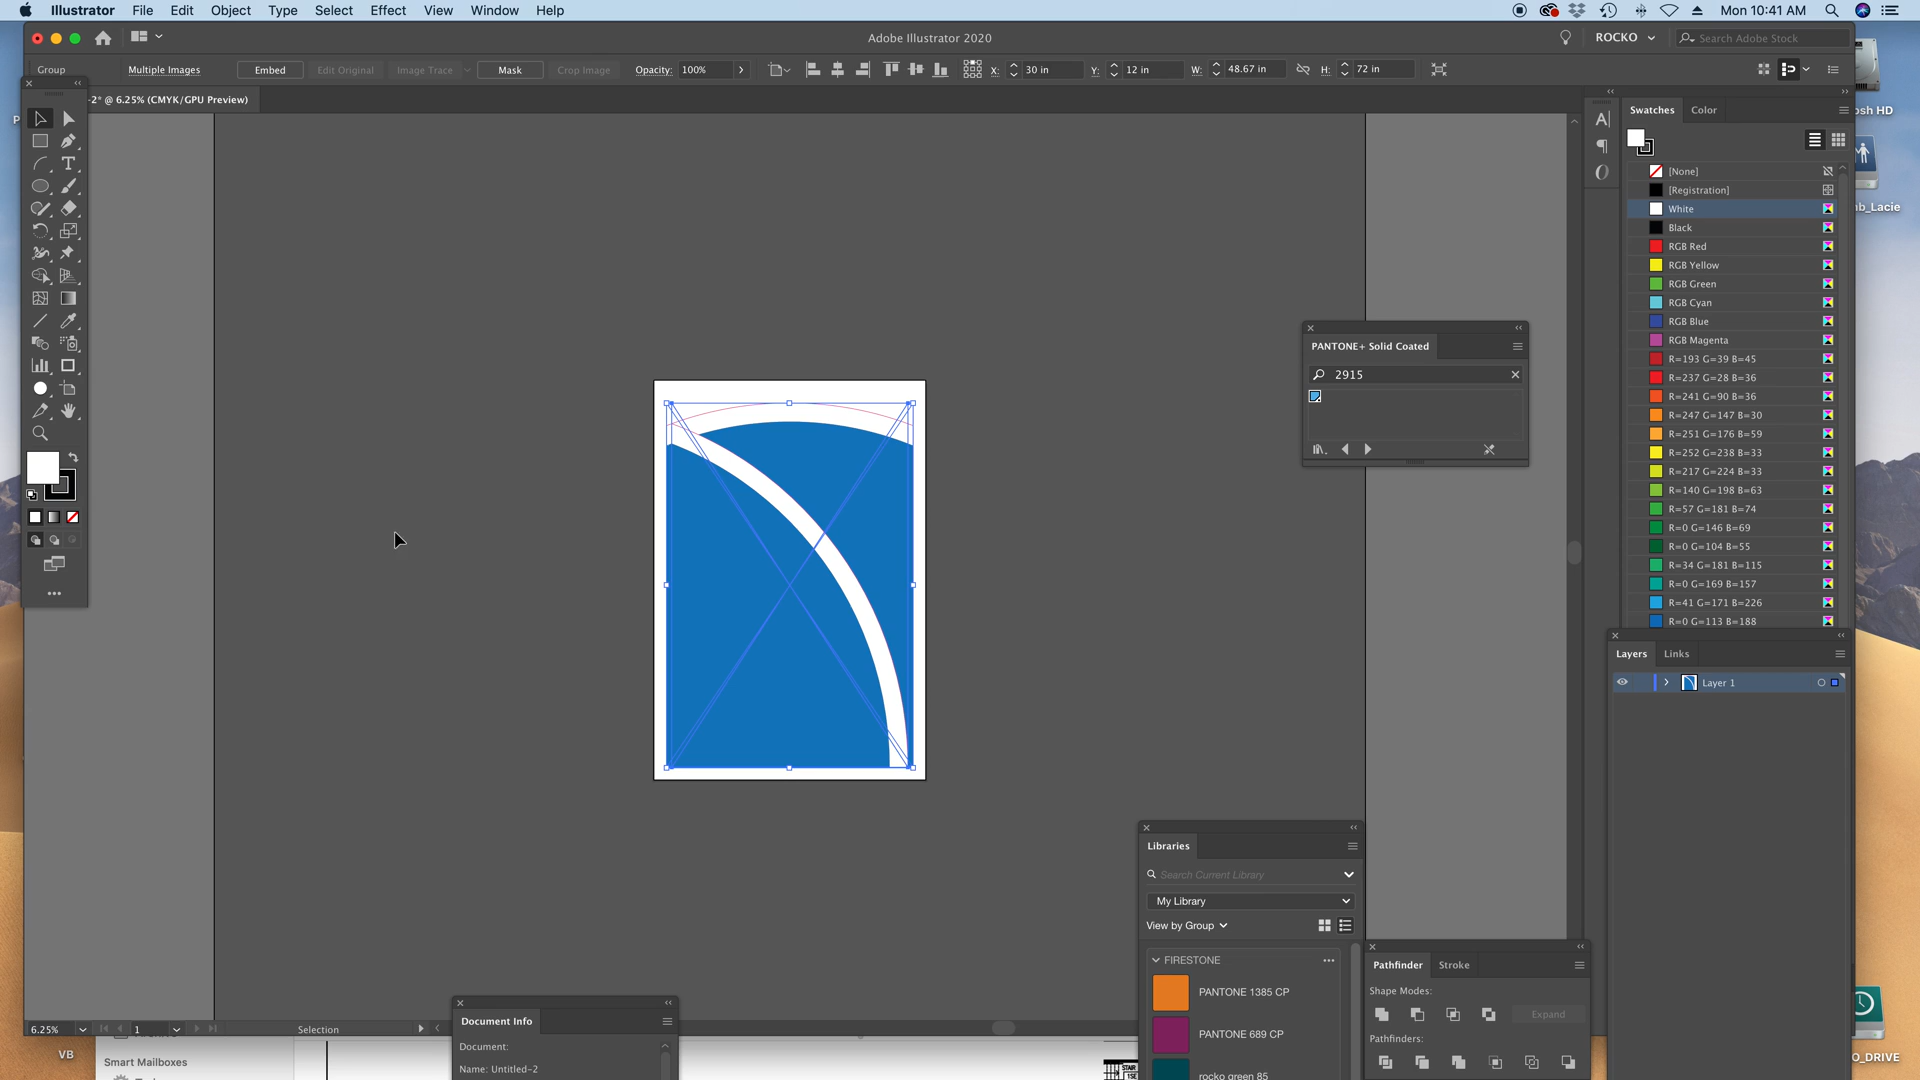 Illustrator File Edit Object Type Select Effect View Window Help
Mon 10:41 AM
Adobe Illustrator 2020
ROCKO
Search Adobe Stock
Group
Multiple Images
Embed
Edit Original
Image Trace
Mask
Crop Image
Opacity:
100%
X:
30 in
Y:
12 in
W:
48.67 in
H:
72 in
-2* @ 6.25% (CMYK/GPU Preview)
Swatches
Color
osh HD
nb_Lacie
[None]
[Registration]
White
Black
RGB Red
RGB Yellow
RGB Green
RGB Cyan
RGB Blue
RGB Magenta
R=193 G=39 B=45
R=237 G=28 B=36
R=241 G=90 B=36
R=247 G=147 B=30
R=251 G=176 B=59
R=252 G=238 B=33
R=217 G=224 B=33
R=140 G=198 B=63
R=57 G=181 B=74
R=0 G=146 B=69
R=0 G=104 B=55
R=34 G=181 B=115
R=0 G=169 B=157
R=41 G=171 B=226
R=0 G=113 B=188
PANTONE+ Solid Coated
2915
Layers
Links
Layer 1
Libraries
Search Current Library
My Library
View by Group
FIRESTONE
PANTONE 1385 CP
PANTONE 689 CP
rocko green 85
Pathfinder
Stroke
Shape Modes:
Expand
Pathfinders:
6.25%
1
Selection
Document Info
Document:
Name: Untitled-2
VB
Smart Mailboxes
O_DRIVE